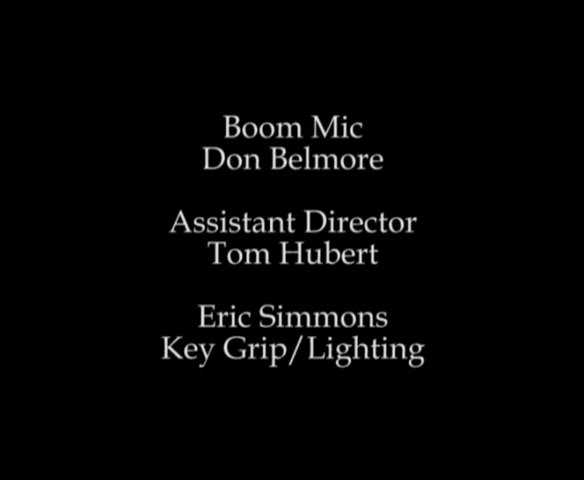 Boom Mic
Don Belmore
Assistant Director
Tom Hubert
Eric Simmons
Key Grip/Lighting